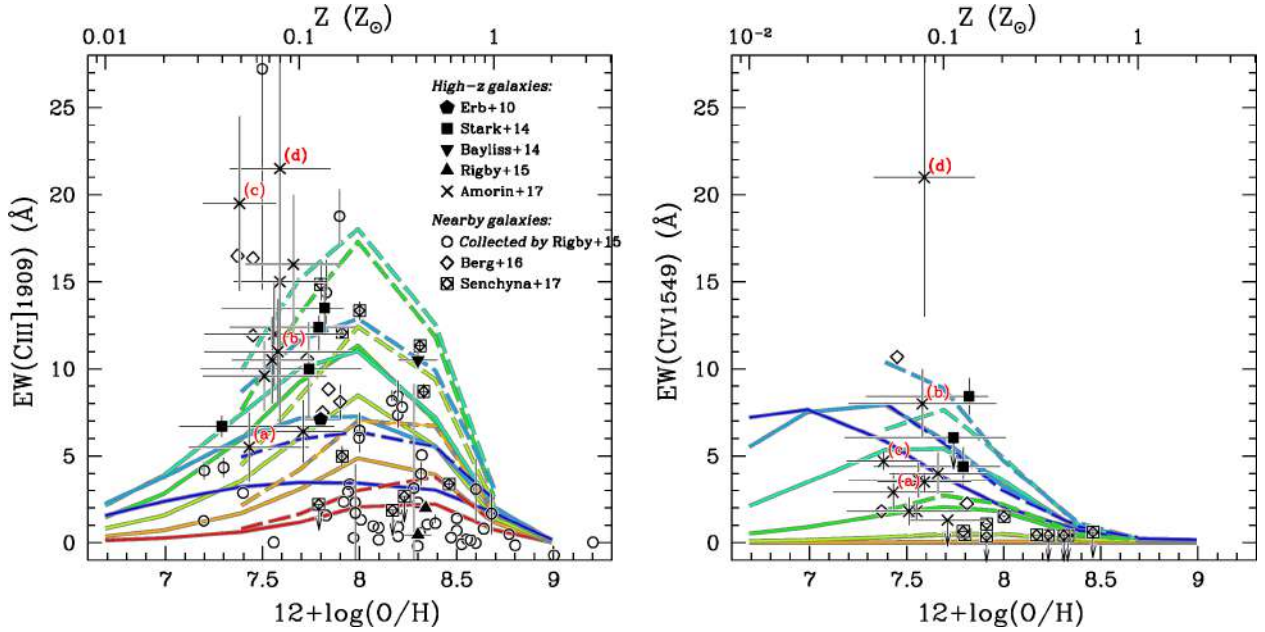 Z (Z☉)
0.01 0.1 1
EW(CIII]1909) (Å)
25
20
15
10
5
0
High-z galaxies:
Erb+10
Stark+14
Bayliss+14
Rigby+15
Amorin+17
Nearby galaxies:
Collected by Rigby+15
Berg+16
Senchyna+17
(d)
(c)
(b)
(a)
7 7.5 8 8.5 9
12+log(O/H)
Z (Z☉)
10⁻² 0.1 1
EW(CIV1549) (Å)
25
20
15
10
5
0
(d)
(b)
(c)
(a)
7 7.5 8 8.5 9
12+log(O/H)